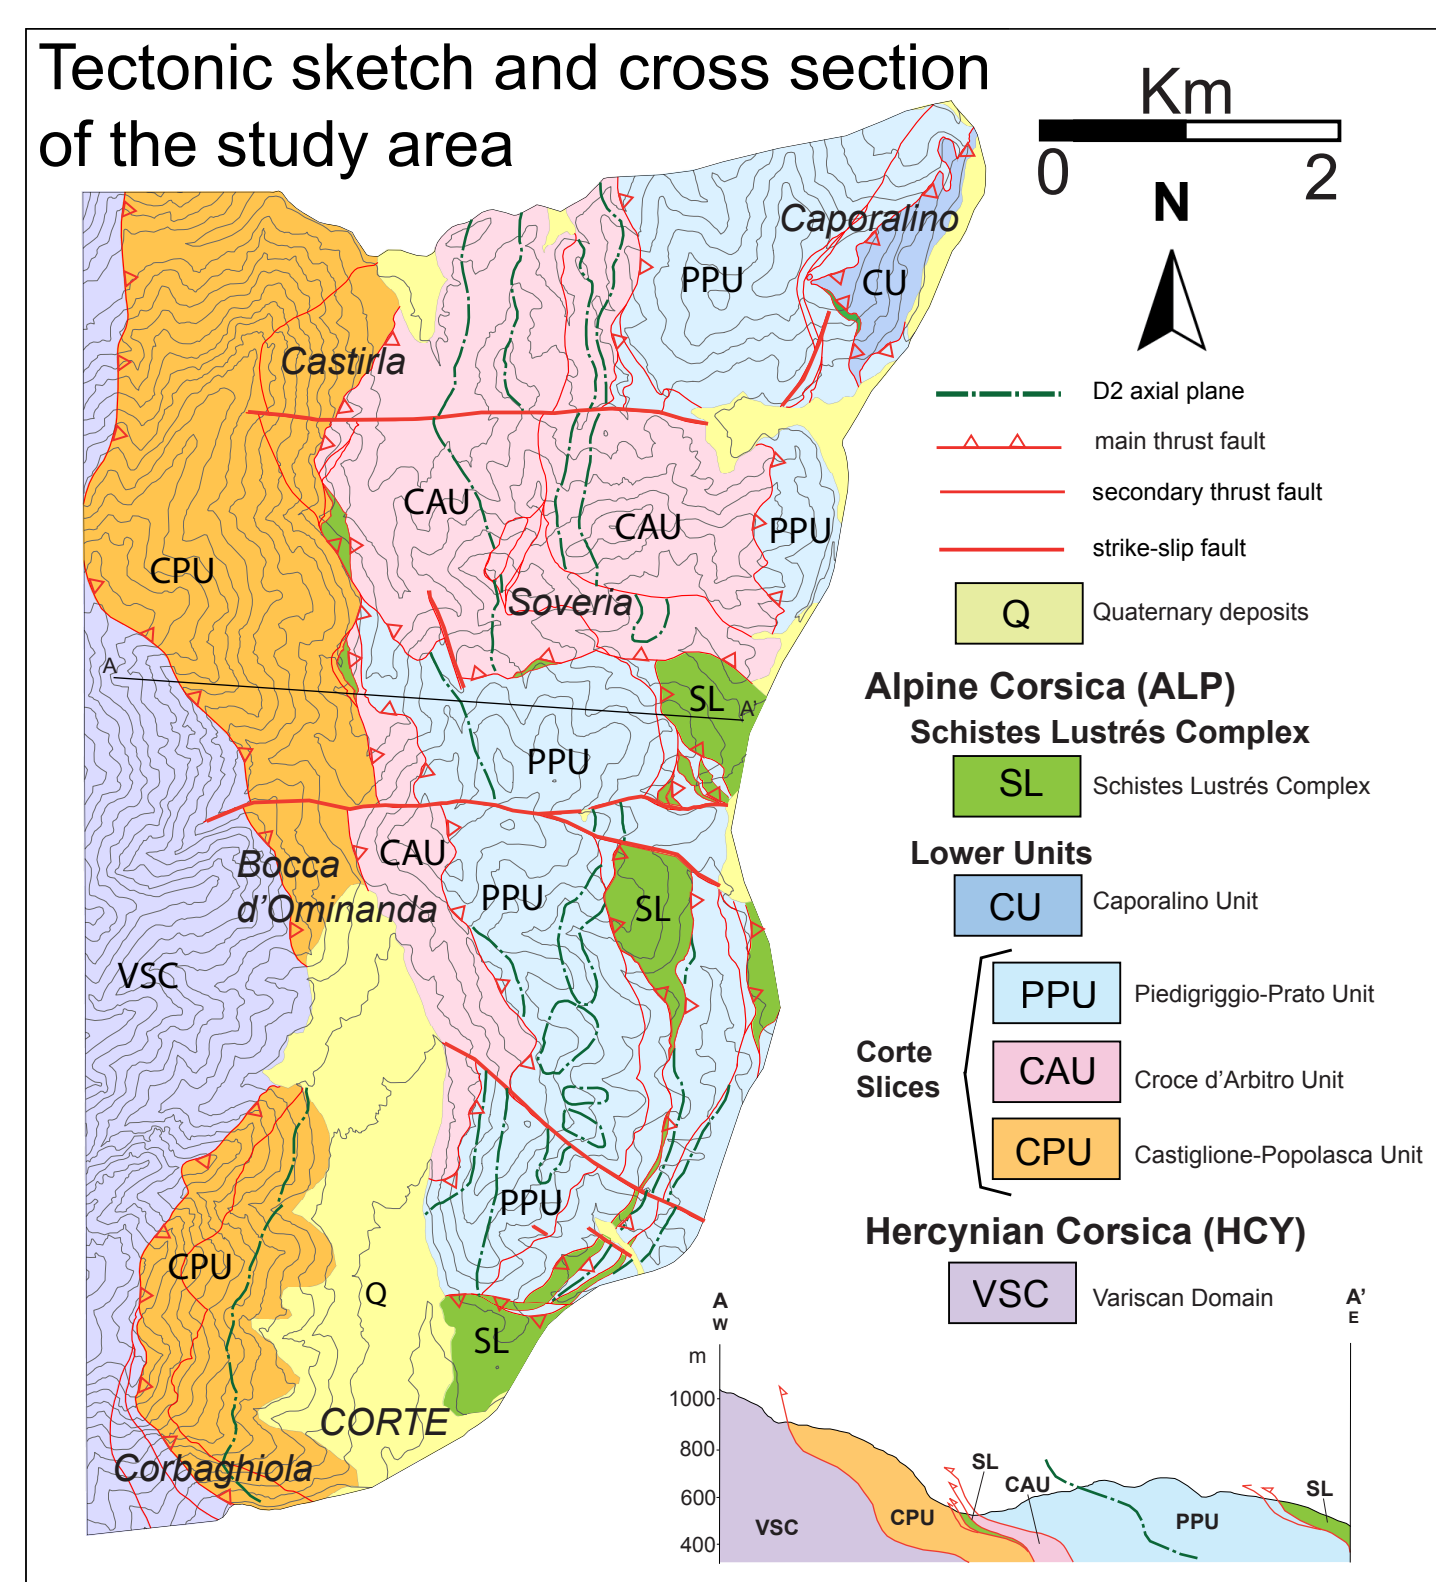 Tectonic sketch and cross section
of the study area
Km
0
2
N
Caporalino
PPU
CU
Castirla
CAU
CAU
PPU
CPU
Soveria
A
SL
A'
PPU
Bocca
d'Ominanda
CAU
PPU
SL
VSC
PPU
CPU
Q
SL
CORTE
Corbaghiola
D2 axial plane
main thrust fault
secondary thrust fault
strike-slip fault
Q
Quaternary deposits
Alpine Corsica (ALP)
Schistes Lustrés Complex
SL
Schistes Lustrés Complex
Lower Units
CU
Caporalino Unit
Corte
Slices
PPU
Piedigriggio-Prato Unit
CAU
Croce d'Arbitro Unit
CPU
Castiglione-Popolasca Unit
Hercynian Corsica (HCY)
VSC
Variscan Domain
A
W
A'
E
m
1000
800
600
400
SL
CAU
SL
VSC
CPU
PPU